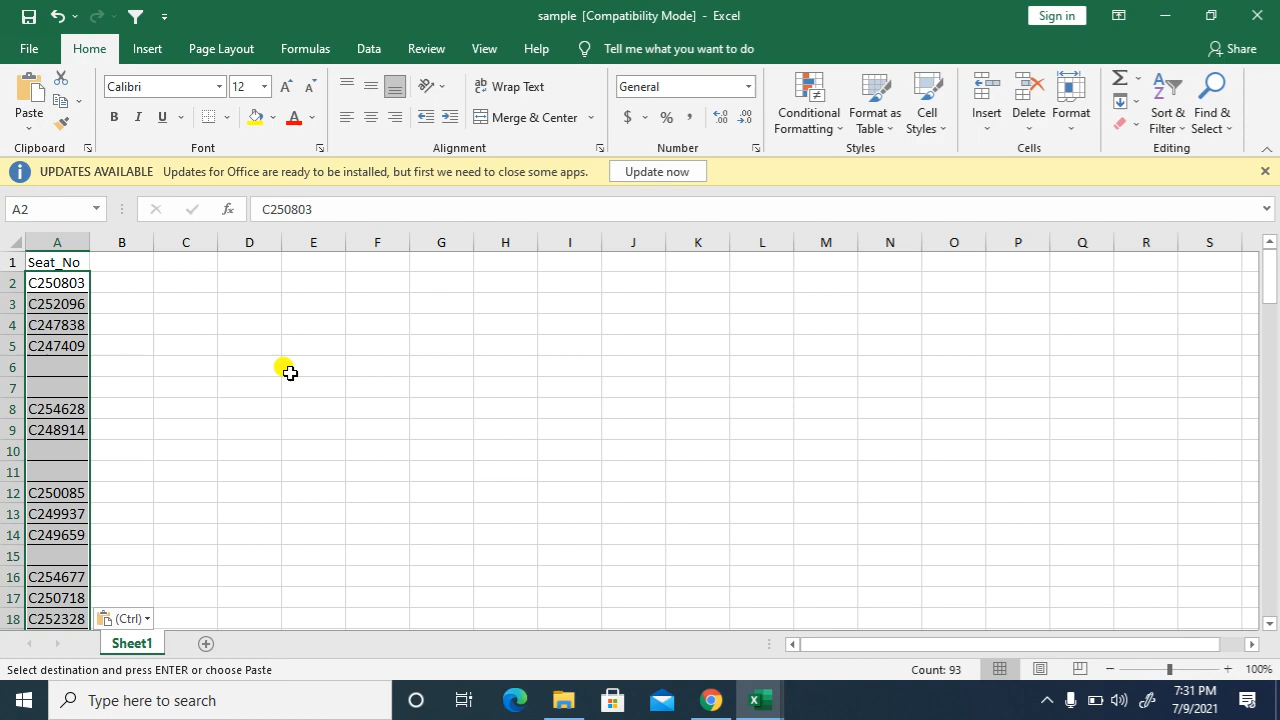 sample [Compatibility Mode] - Excel
Sign in
File Home Insert Page Layout Formulas Data Review View Help Tell me what you want to do Share
Paste
Clipboard
Calibri 12
B I U A
Font
Wrap Text
Merge & Center
Alignment
General
$ % ,
Number
Conditional Formatting
Format as Table
Cell Styles
Styles
Insert Delete Format
Cells
Sort & Filter
Find & Select
Editing
UPDATES AVAILABLE Updates for Office are ready to be installed, but first we need to close some apps. Update now
A2 fx C250803
A B C D E F G H I J K L M N O P Q R S
1 Seat_No
2 C250803
3 C252096
4 C247838
5 C247409
6
7
8 C254628
9 C248914
10
11
12 C250085
13 C249937
14 C249659
15
16 C254677
17 C250718
18 C252328
(Ctrl)
Sheet1
Select destination and press ENTER or choose Paste Count: 93 100%
Type here to search
7:31 PM
7/9/2021